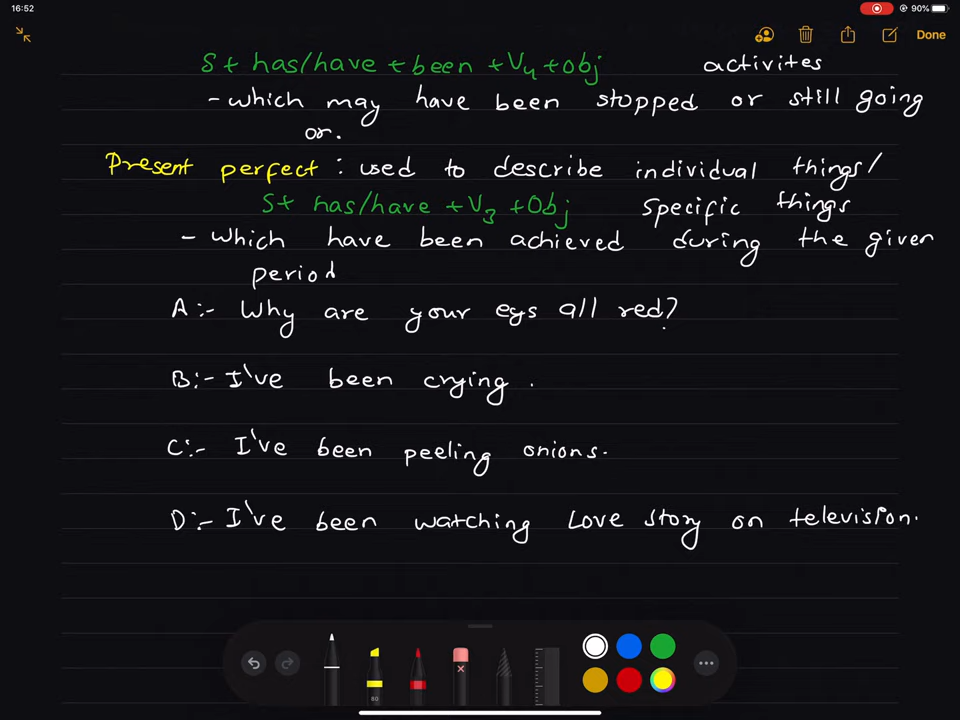 16:52
90%
Done
S+ has/have + been + V4 + obj activites
- which may have been stopped or still going
or.
Present perfect : used to describe individual things/
S+ has/have + V3 + Obj specific things
- which have been achieved during the given
period
A:- Why are your eys all red?
B:- I've been crying.
C:- I've been peeling onions.
D:- I've been watching Love story on television.
80